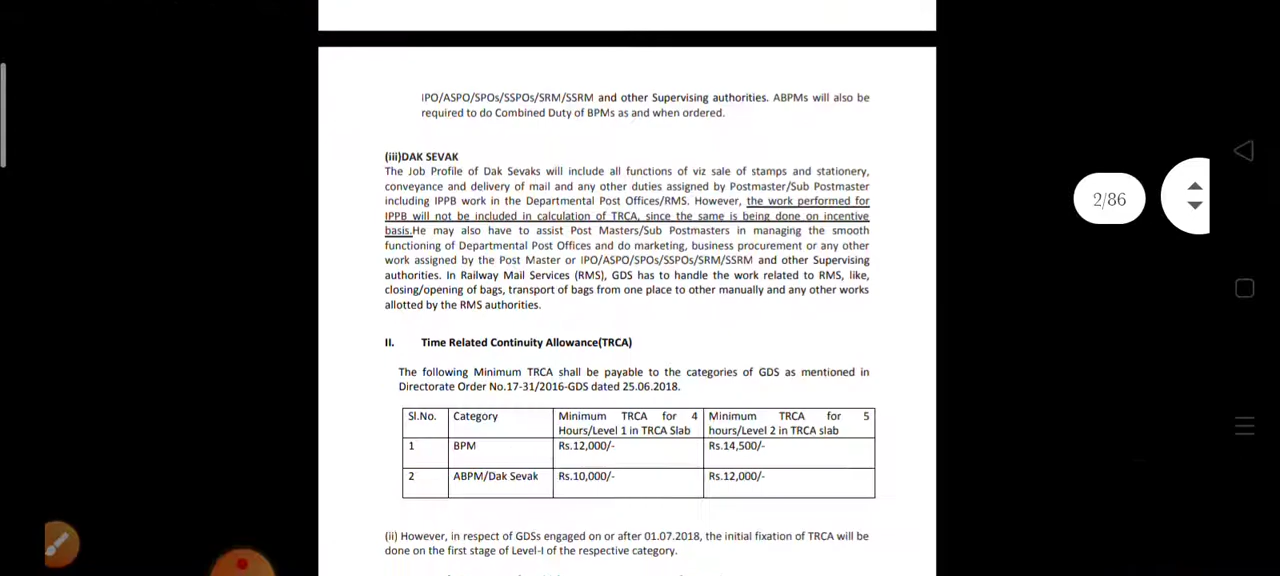 IPO/ASPO/SPOs/SSPOs/SRM/SSRM and other Supervising authorities. ABPMs will also be
required to do Combined Duty of BPMs as and when ordered.
(iii)DAK SEVAK
The Job Profile of Dak Sevaks will include all functions of viz sale of stamps and stationery,
conveyance and delivery of mail and any other duties assigned by Postmaster/Sub Postmaster
including IPPB work in the Departmental Post Offices/RMS. However, the work performed for
IPPB will not be included in calculation of TRCA, since the same is being done on incentive
basis.He may also have to assist Post Masters/Sub Postmasters in managing the smooth
functioning of Departmental Post Offices and do marketing, business procurement or any other
work assigned by the Post Master or IPO/ASPO/SPOs/SSPOs/SRM/SSRM and other Supervising
authorities. In Railway Mail Services (RMS), GDS has to handle the work related to RMS, like,
closing/opening of bags, transport of bags from one place to other manually and any other works
allotted by the RMS authorities.
II. Time Related Continuity Allowance(TRCA)
The following Minimum TRCA shall be payable to the categories of GDS as mentioned in
Directorate Order No.17-31/2016-GDS dated 25.06.2018.
Sl.No. Category Minimum TRCA for 4 Minimum TRCA for 5
Hours/Level 1 in TRCA Slab hours/Level 2 in TRCA slab
1 BPM Rs.12,000/- Rs.14,500/-
2 ABPM/Dak Sevak Rs.10,000/- Rs.12,000/-
(ii) However, in respect of GDSs engaged on or after 01.07.2018, the initial fixation of TRCA will be
done on the first stage of Level-I of the respective category.
2/86